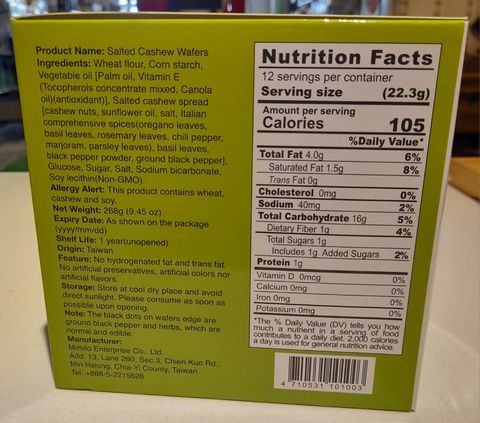 Product Name: Salted Cashew Wafers
Ingredients: Wheat flour, Corn starch,
Vegetable oil [Palm oil, Vitamin E
(Tocopherols concentrate mixed, Canola
oil)(antioxidant)], Salted cashew spread
[cashew nuts, sunflower oil, salt, Italian
comprehensive spices(oregano leaves,
basil leaves, rosemary leaves, chili pepper,
marjoram, parsley leaves), basil leaves,
black pepper powder, ground black pepper],
Glucose, Sugar, Salt, Sodium bicarbonate,
Soy lecithin(Non-GMO).
Allergy Alert: This product contains wheat,
cashew and soy.
Net Weight: 268g (9.45 oz)
Expiry Date: As shown on the package
(yyyy/mm/dd)
Shelf Life: 1 year(unopened)
Origin: Taiwan
Feature: No hydrogenated fat and trans fat.
No artificial preservatives, artificial colors nor
artificial flavors.
Storage: Store at cool dry place and avoid
direct sunlight. Please consume as soon as
possible upon opening.
Note: The black dots on wafers edge are
ground black pepper and herbs, which are
normal and edible.
Manufacturer:
Mimilo Enterprise Co., Ltd.
Add: 13, Lane 260, Sec.3, Chien Kuo Rd.,
Min Hsiung, Chia-Yi County, Taiwan
Tel: +886-5-2215626
Nutrition Facts
12 servings per container
Serving size (22.3g)
Amount per serving
Calories 105
%Daily Value*
Total Fat 4.0g 6%
Saturated Fat 1.5g 8%
Trans Fat 0g
Cholesterol 0mg 0%
Sodium 40mg 2%
Total Carbohydrate 16g 5%
Dietary Fiber 1g 4%
Total Sugars 1g
Includes 1g Added Sugars 2%
Protein 1g
Vitamin D 0mcg 0%
Calcium 0mg 0%
Iron 0mg 0%
Potassium 0mg 0%
*The % Daily Value (DV) tells you how
much a nutrient in a serving of food
contributes to a daily diet. 2,000 calories
a day is used for general nutrition advice.
4 710531 101003